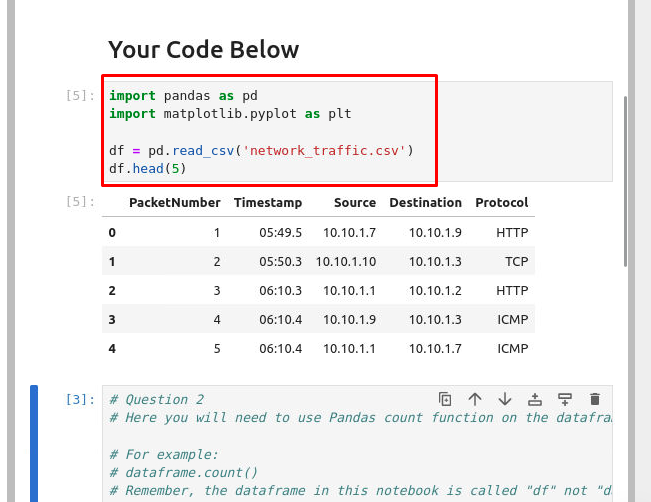 Your Code Below
[5]: import pandas as pd
import matplotlib.pyplot as plt
df = pd.read_csv('network_traffic.csv')
df.head(5)
[5]: PacketNumber Timestamp Source Destination Protocol
0 1 05:49.5 10.10.1.7 10.10.1.9 HTTP
1 2 05:50.3 10.10.1.10 10.10.1.3 TCP
2 3 06:10.3 10.10.1.1 10.10.1.2 HTTP
3 4 06:10.4 10.10.1.9 10.10.1.3 ICMP
4 5 06:10.4 10.10.1.1 10.10.1.7 ICMP
[3]: # Question 2
# Here you will need to use Pandas count function on the datafra
# For example:
# dataframe.count()
# Remember, the dataframe in this notebook is called "df" not "d